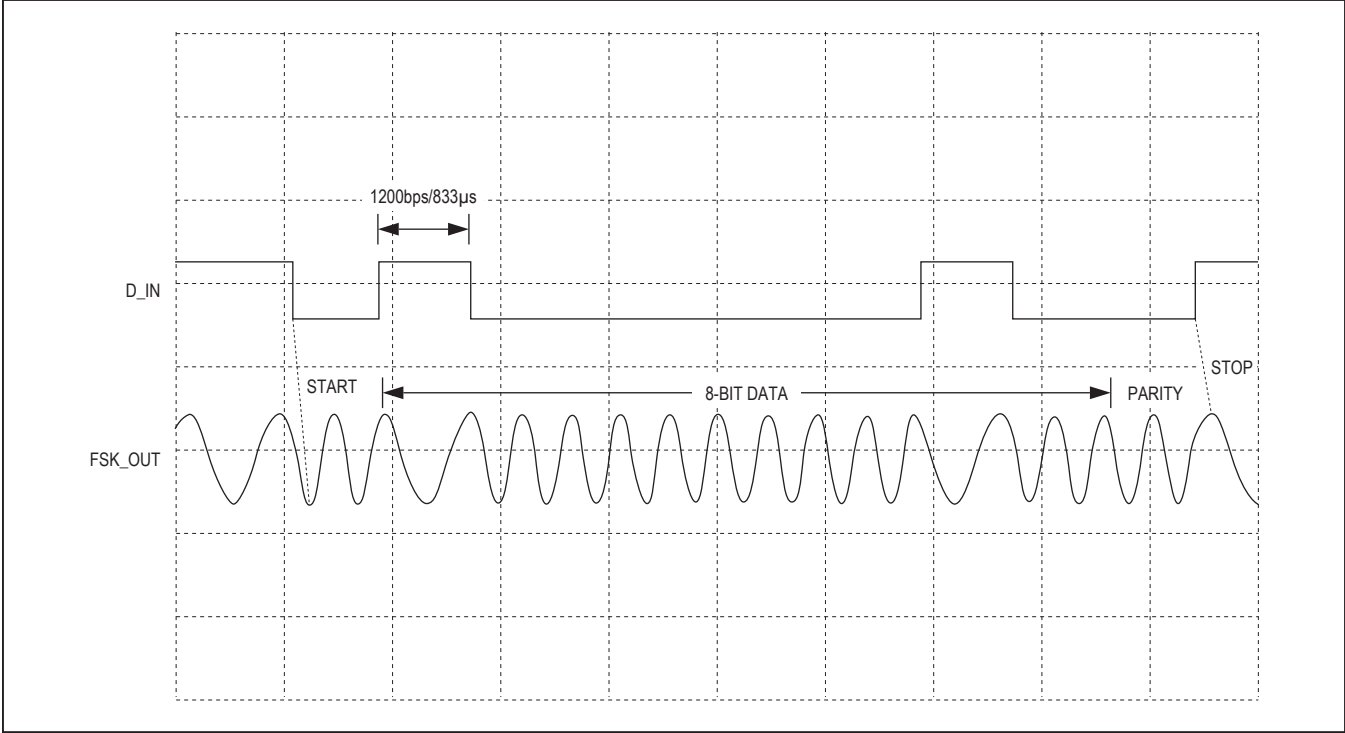 1200bps/833µs
D_IN
START
8-BIT DATA
PARITY
STOP
FSK_OUT